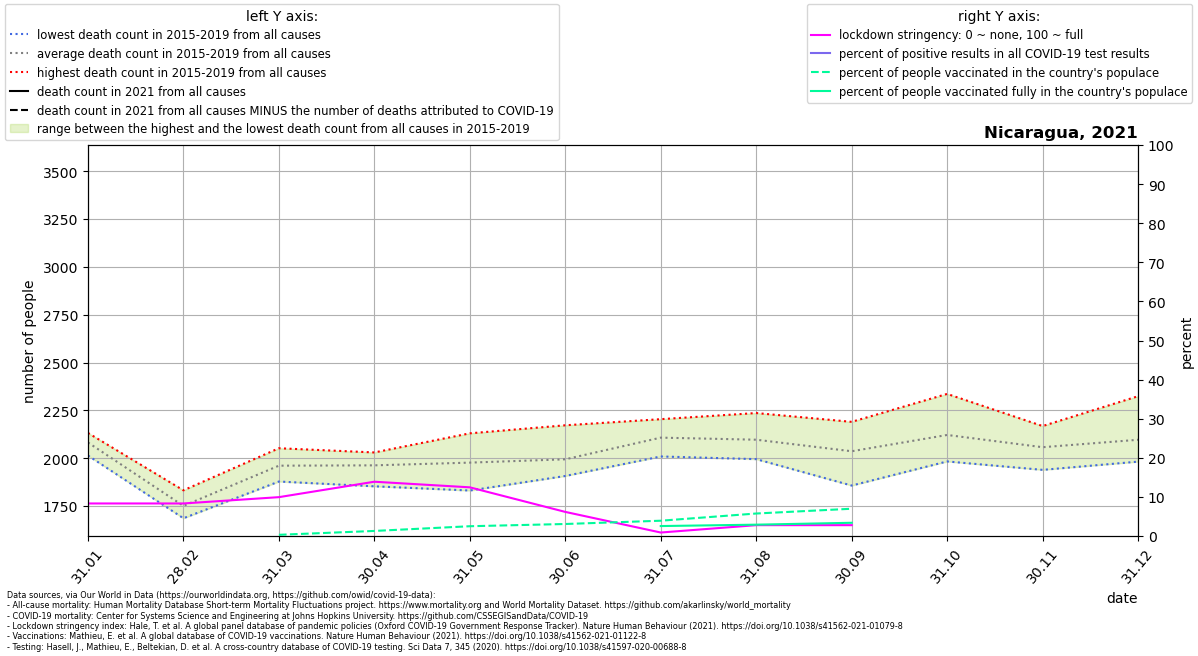 left Y axis:
lowest death count in 2015-2019 from all causes
average death count in 2015-2019 from all causes
highest death count in 2015-2019 from all causes
death count in 2021 from all causes
death count in 2021 from all causes MINUS the number of deaths attributed to COVID-19
range between the highest and the lowest death count from all causes in 2015-2019
right Y axis:
lockdown stringency: 0 ~ none, 100 ~ full
percent of positive results in all COVID-19 test results
percent of people vaccinated in the country's populace
percent of people vaccinated fully in the country's populace
Nicaragua, 2021
3500
3250
3000
2750
2500
2250
2000
1750
number of people
100
90
80
70
60
50
40
30
20
10
0
percent
31.01
28.02
31.03
30.04
31.05
30.06
31.07
31.08
30.09
31.10
30.11
31.12
date
Data sources, via Our World in Data (https://ourworldindata.org, https://github.com/owid/covid-19-data):
- All-cause mortality: Human Mortality Database Short-term Mortality Fluctuations project. https://www.mortality.org and World Mortality Dataset. https://github.com/akarlinsky/world_mortality
- COVID-19 mortality: Center for Systems Science and Engineering at Johns Hopkins University. https://github.com/CSSEGISandData/COVID-19
- Lockdown stringency index: Hale, T. et al. A global panel database of pandemic policies (Oxford COVID-19 Government Response Tracker). Nature Human Behaviour (2021). https://doi.org/10.1038/s41562-021-01079-8
- Vaccinations: Mathieu, E. et al. A global database of COVID-19 vaccinations. Nature Human Behaviour (2021). https://doi.org/10.1038/s41562-021-01122-8
- Testing: Hasell, J., Mathieu, E., Beltekian, D. et al. A cross-country database of COVID-19 testing. Sci Data 7, 345 (2020). https://doi.org/10.1038/s41597-020-00688-8